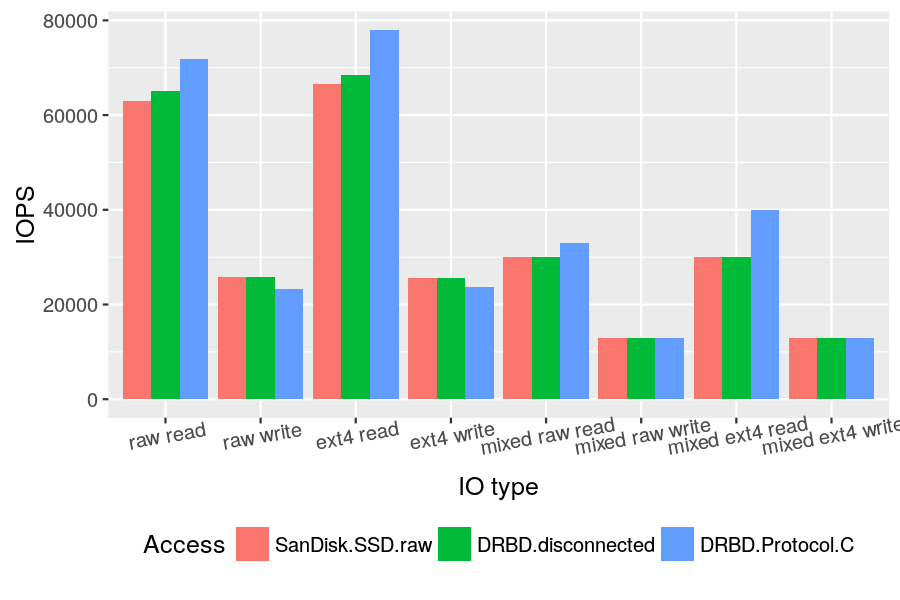 80000
60000
40000
20000
0
IOPS
raw read
raw write
ext4 read
ext4 write
mixed raw read
mixed raw write
mixed ext4 read
mixed ext4 write
IO type
Access SanDisk.SSD.raw DRBD.disconnected DRBD.Protocol.C